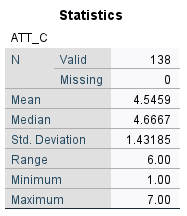 Statistics
ATT_C
N Valid 138
Missing 0
Mean 4.5459
Median 4.6667
Std. Deviation 1.43185
Range 6.00
Minimum 1.00
Maximum 7.00